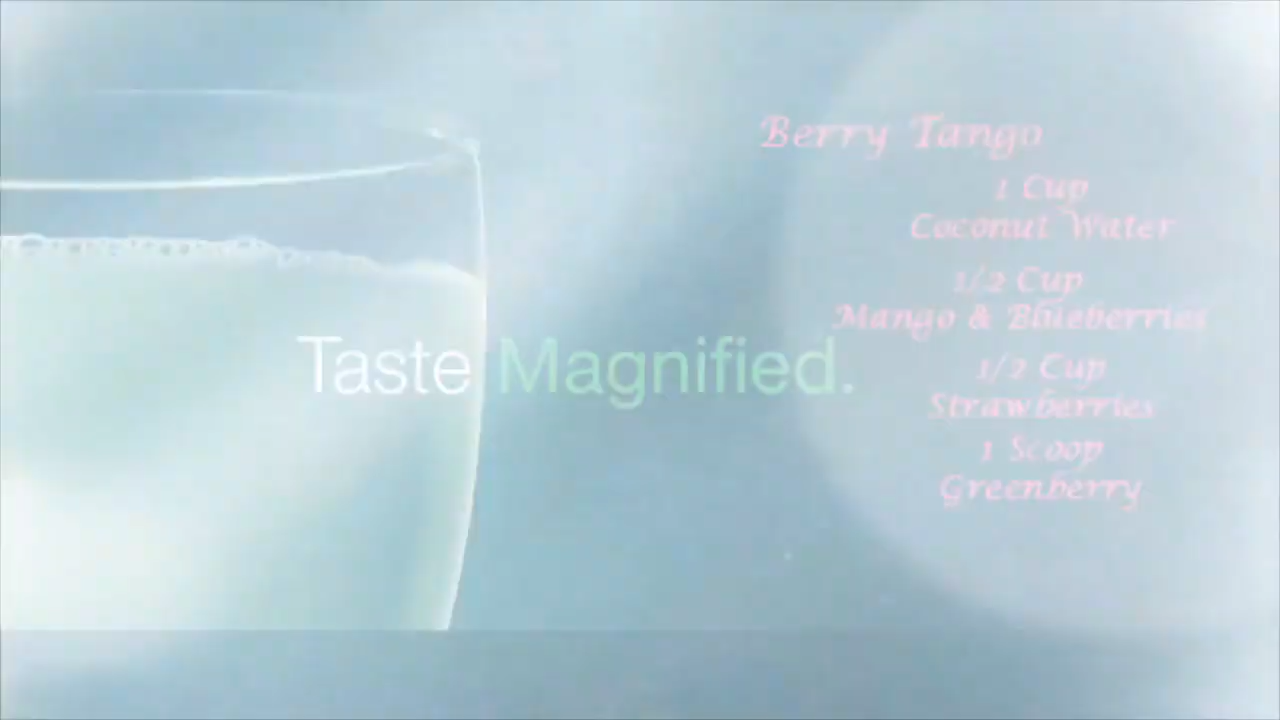 Berry Tango
1 Cup
Coconut Water
1/2 Cup
Mango & Blueberries
1/2 Cup
Strawberries
1 Scoop
Greenberry
Taste Magnified.